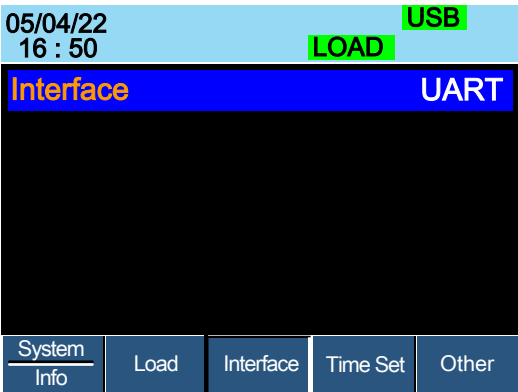 05/04/22 USB
16 : 50 LOAD
Interface UART
System
Info
Load
Interface
Time Set
Other